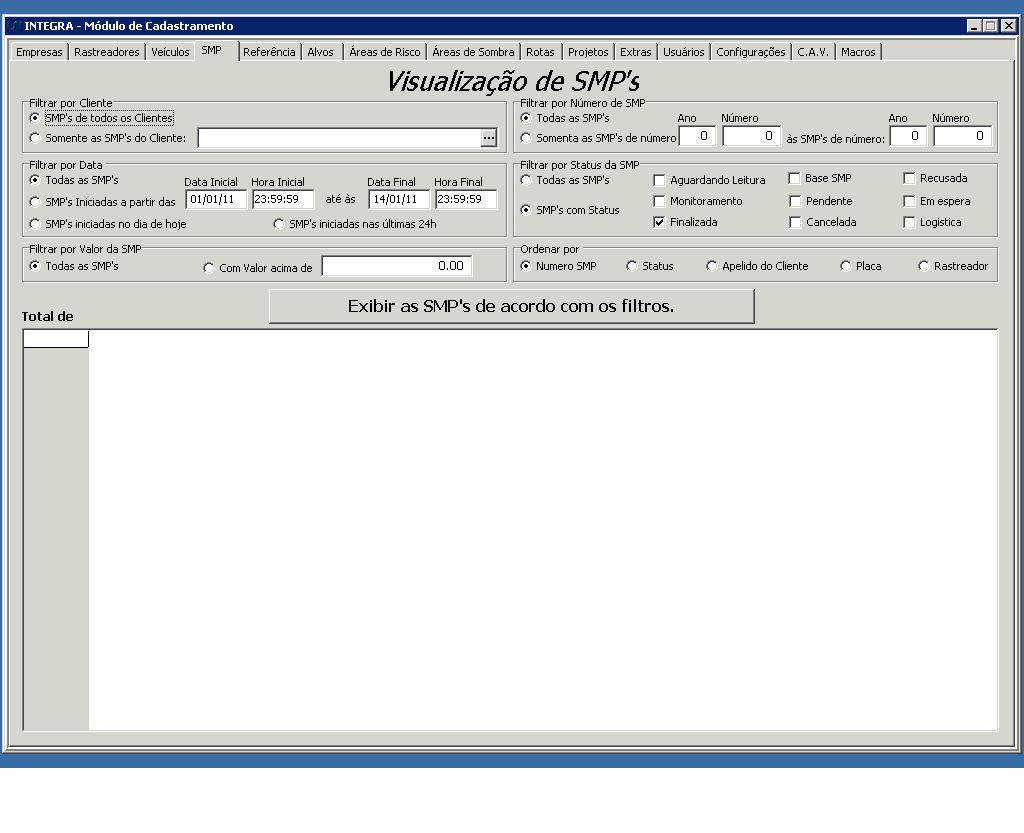 INTEGRA - Módulo de Cadastramento
Empresas Rastreadores Veículos SMP Referência Alvos Áreas de Risco Áreas de Sombra Rotas Projetos Extras Usuários Configurações C.A.V. Macros
Visualização de SMP's
Filtrar por Cliente
SMP's de todos os Clientes
Somente as SMP's do Cliente: ...
Filtrar por Número de SMP
Todas as SMP's Ano Número Ano Número
Somenta as SMP's de número 0 0 às SMP's de número: 0 0
Filtrar por Data
Todas as SMP's Data Inicial Hora Inicial Data Final Hora Final
SMP's Iniciadas a partir das 01/01/11 23:59:59 até às 14/01/11 23:59:59
SMP's iniciadas no dia de hoje SMP's iniciadas nas últimas 24h
Filtrar por Status da SMP
Todas as SMP's Aguardando Leitura Base SMP Recusada
Monitoramento Pendente Em espera
SMP's com Status
Finalizada Cancelada Logistica
Filtrar por Valor da SMP
Todas as SMP's Com Valor acima de 0.00
Ordenar por
Numero SMP Status Apelido do Cliente Placa Rastreador
Exibir as SMP's de acordo com os filtros.
Total de